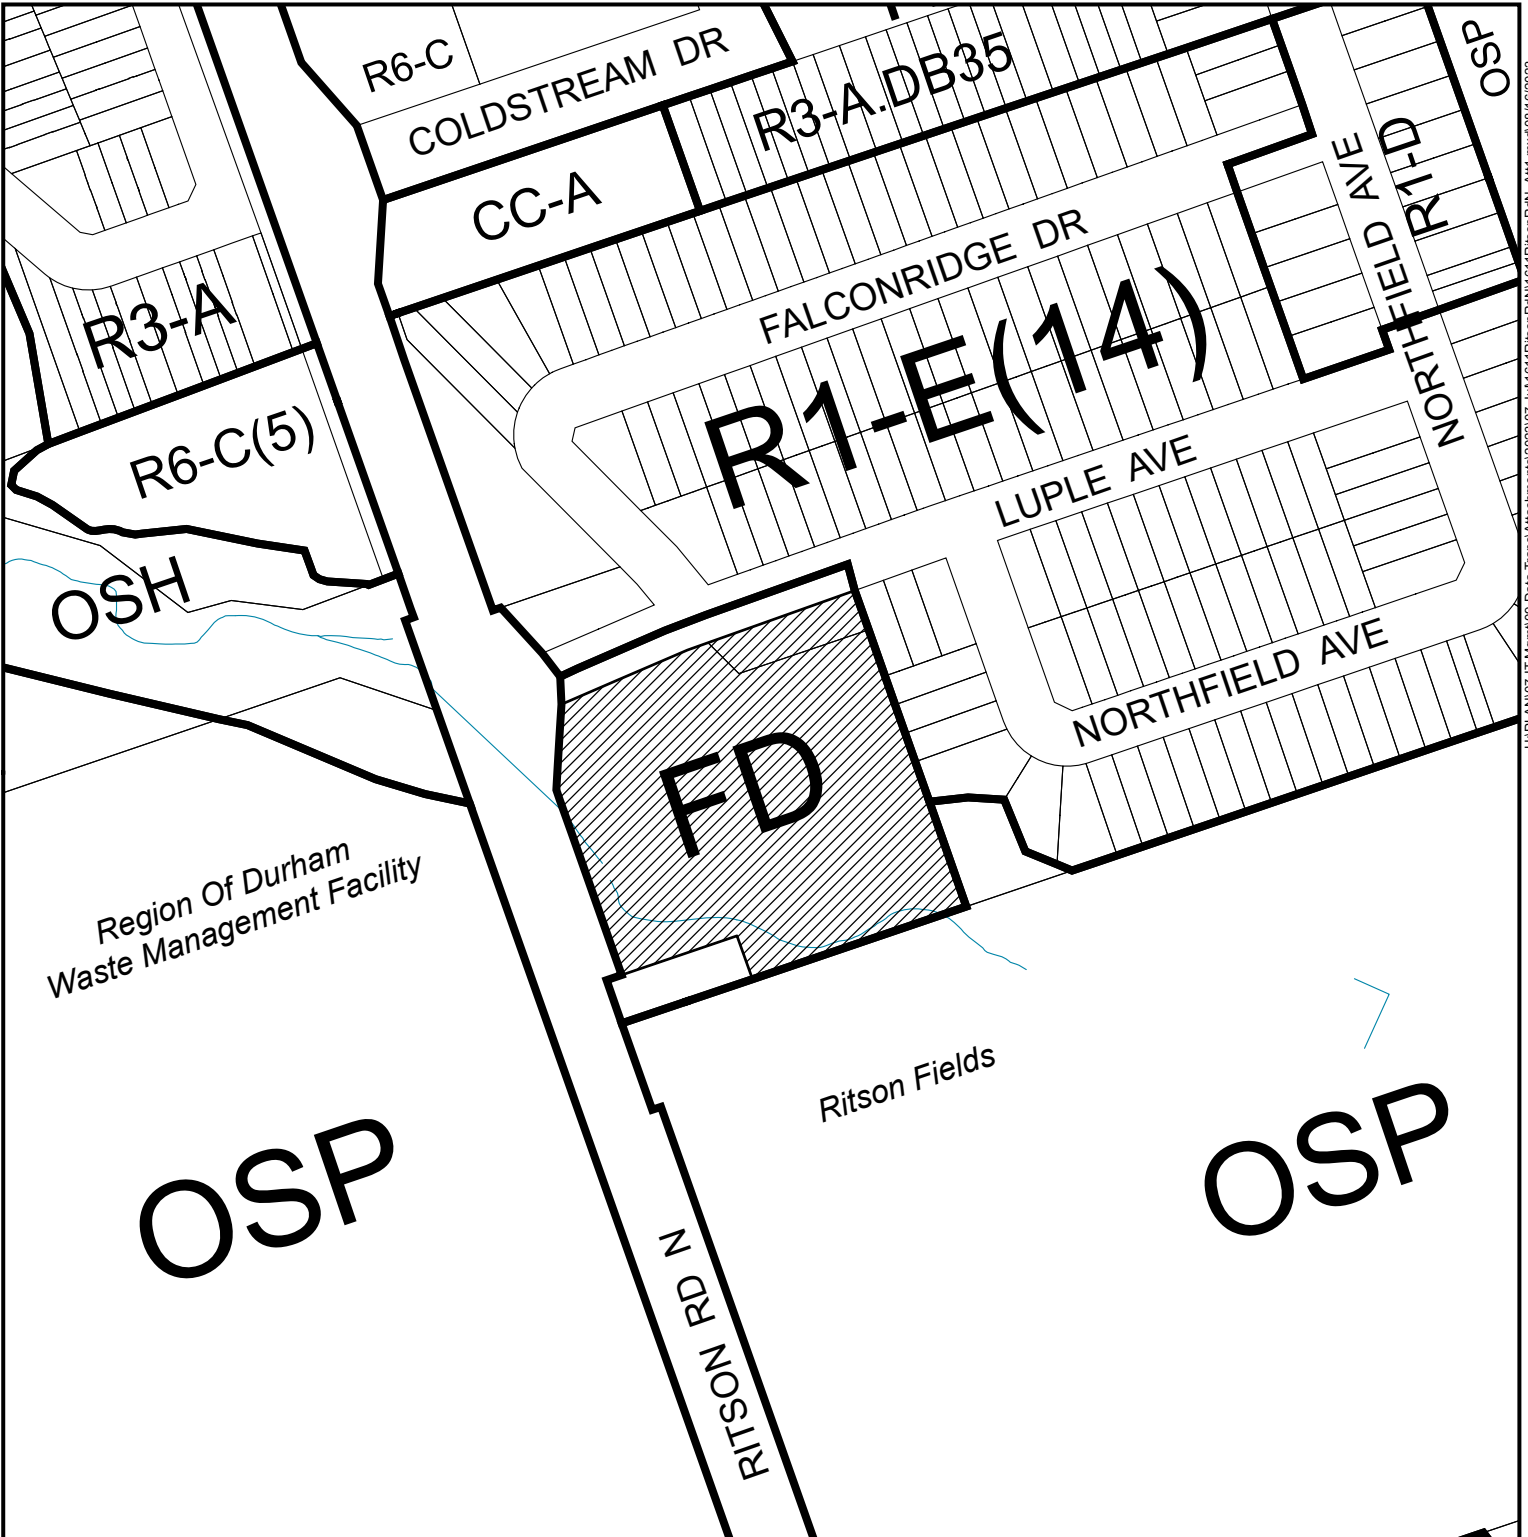 R6-C
COLDSTREAM DR
R3-A.DB35
OSP
CC-A
NORTHFIELD AVE
R1-D
FALCONRIDGE DR
R3-A
R1-E(14)
R6-C(5)
LUPLE AVE
OSH
NORTHFIELD AVE
FD
Region Of Durham
Waste Management Facility
Ritson Fields
OSP
OSP
RITSON RD N